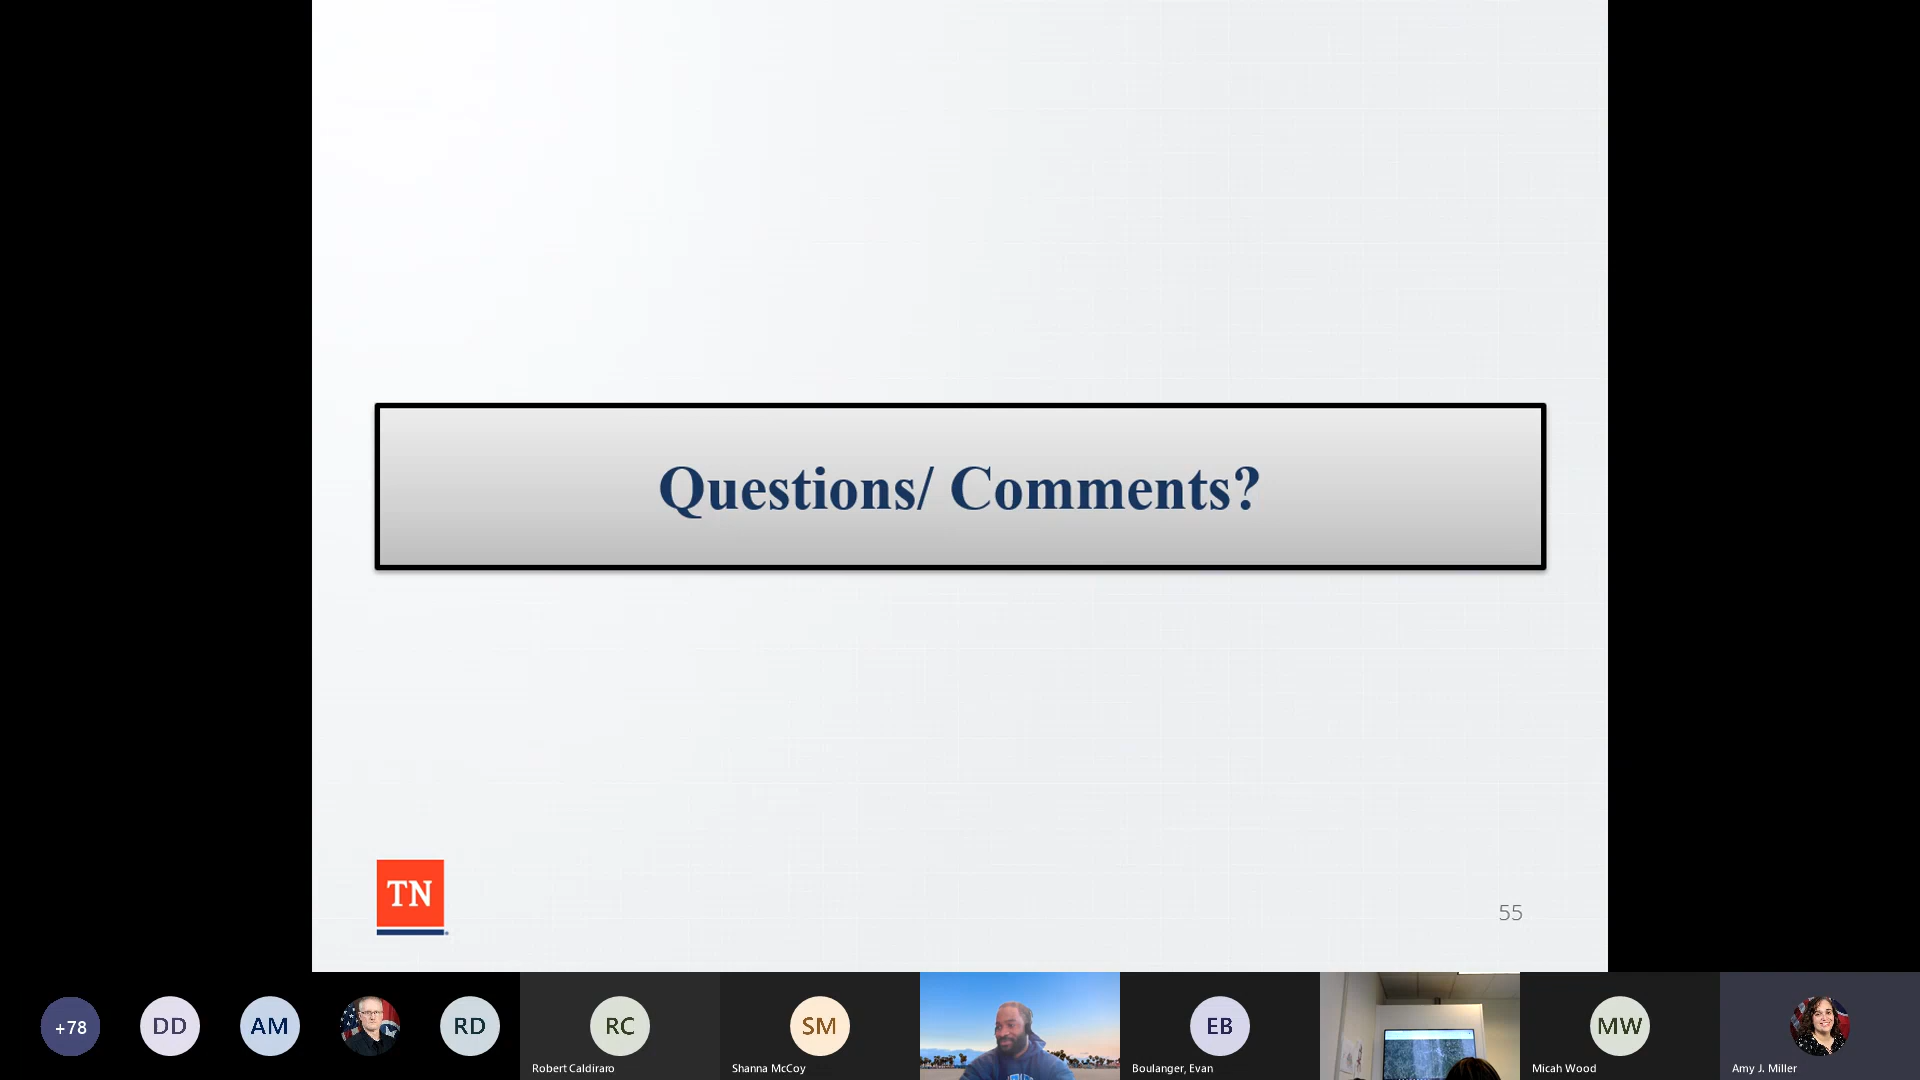 Questions/ Comments?
TN
55
+78
DD
AM
RD
RC
Robert Caldiraro
SM
Shanna McCoy
EB
Boulanger, Evan
MW
Micah Wood
Amy J. Miller